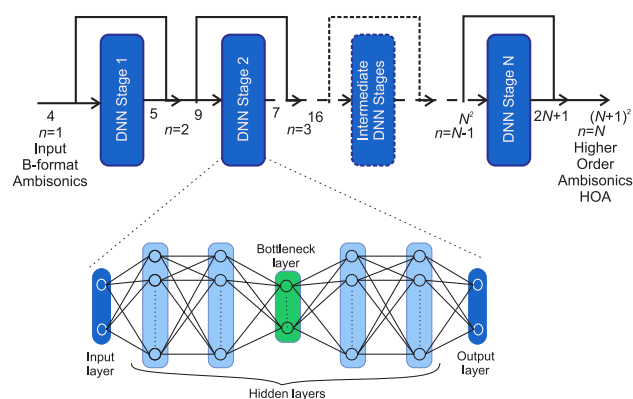 DNN Stage 1
DNN Stage 2
Intermediate
DNN Stages
DNN Stage N
4
5
9
7
16
N²
2N+1
(N+1)²
n=1
n=2
n=3
n=N-1
n=N
Input
B-format
Ambisonics
Higher
Order
Ambisonics
HOA
Bottleneck
layer
Input
layer
Output
layer
Hidden layers